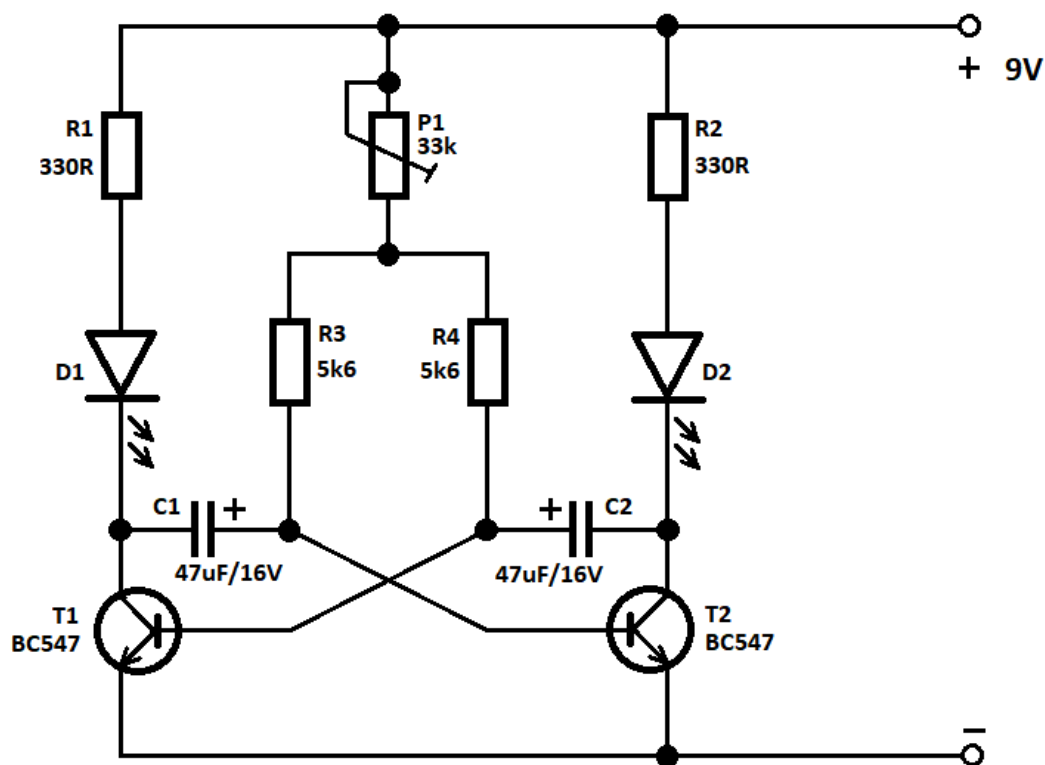 + 9V
R1
330R
P1
33k
R2
330R
R3
5k6
R4
5k6
D1
D2
C1
+
+
C2
47uF/16V
47uF/16V
T1
BC547
T2
BC547
−